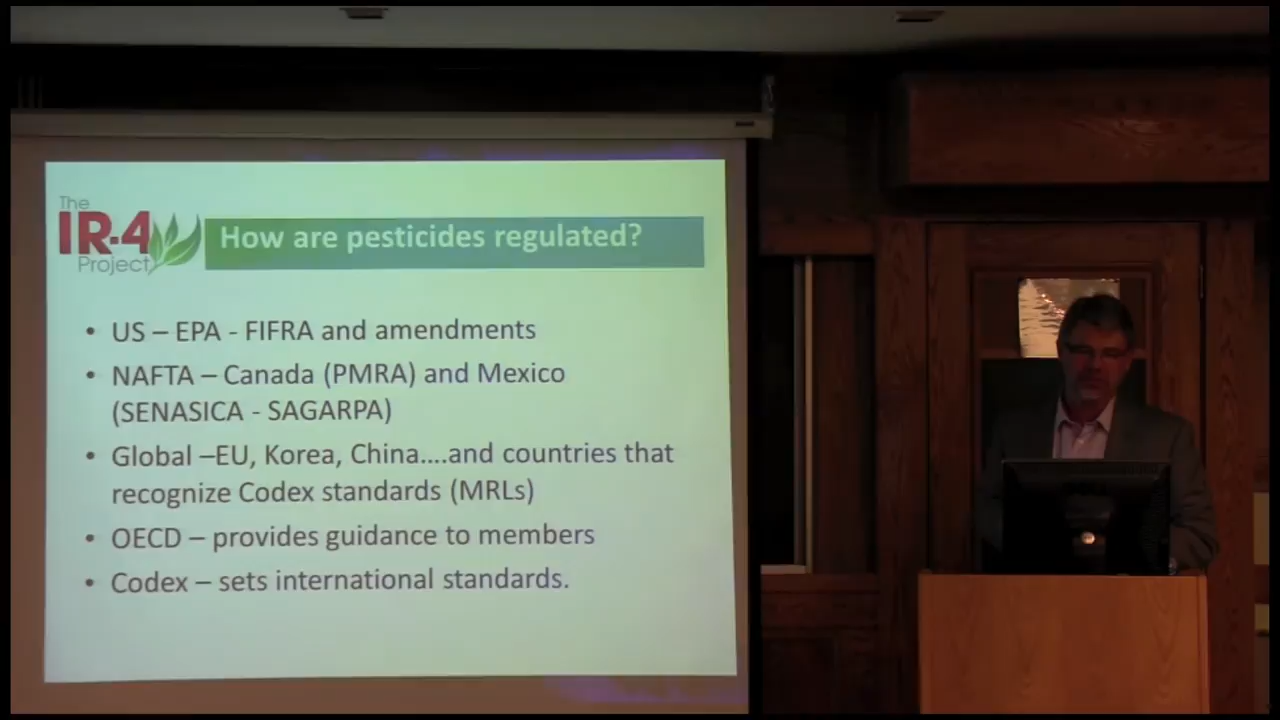 The
IR-4
Project
How are pesticides regulated?
• US – EPA - FIFRA and amendments
• NAFTA – Canada (PMRA) and Mexico
(SENASICA - SAGARPA)
• Global –EU, Korea, China....and countries that
recognize Codex standards (MRLs)
• OECD – provides guidance to members
• Codex – sets international standards.